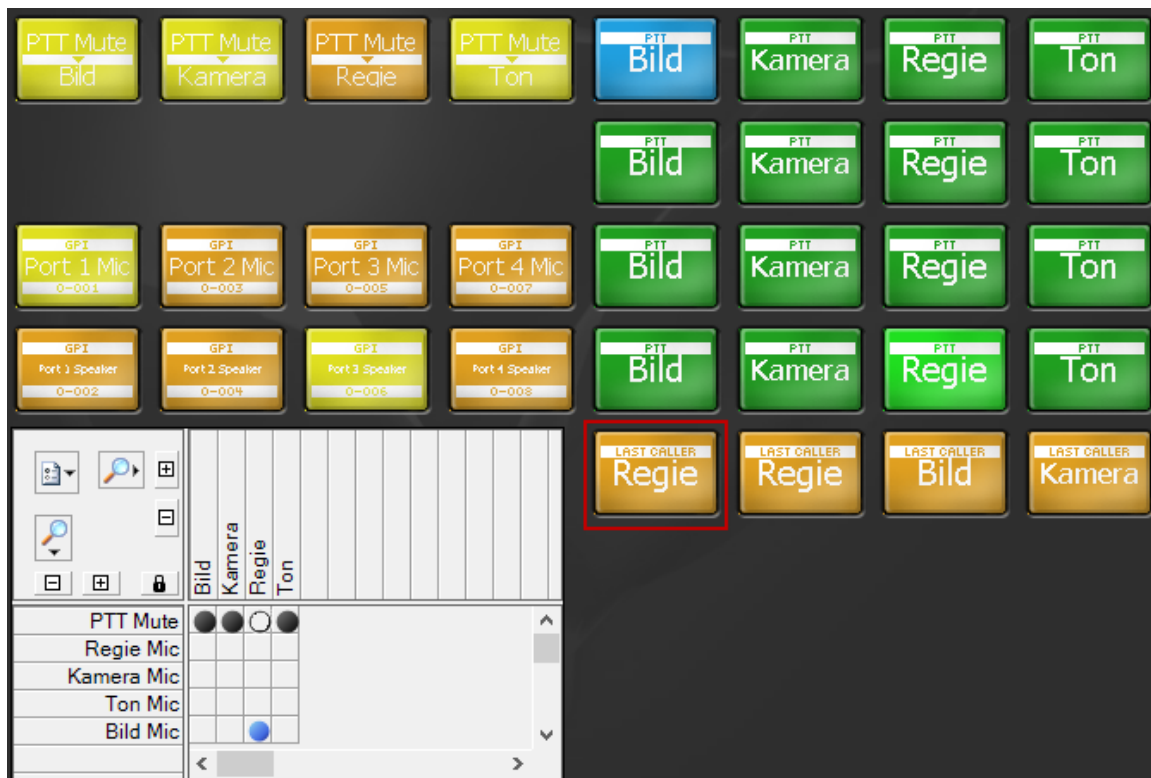 PTT Mute
Bild
PTT Mute
Kamera
PTT Mute
Regie
PTT Mute
Ton
PTT
Bild
PTT
Kamera
PTT
Regie
PTT
Ton
PTT
Bild
PTT
Kamera
PTT
Regie
PTT
Ton
GPI
Port 1 Mic
0-001
GPI
Port 2 Mic
0-003
GPI
Port 3 Mic
0-005
GPI
Port 4 Mic
0-007
PTT
Bild
PTT
Kamera
PTT
Regie
PTT
Ton
GPI
Port 1 Speaker
0-002
GPI
Port 2 Speaker
0-004
GPI
Port 3 Speaker
0-006
GPI
Port 4 Speaker
0-008
PTT
Bild
PTT
Kamera
PTT
Regie
PTT
Ton
LAST CALLER
Regie
LAST CALLER
Regie
LAST CALLER
Bild
LAST CALLER
Kamera
Bild
Kamera
Regie
Ton
PTT Mute
Regie Mic
Kamera Mic
Ton Mic
Bild Mic